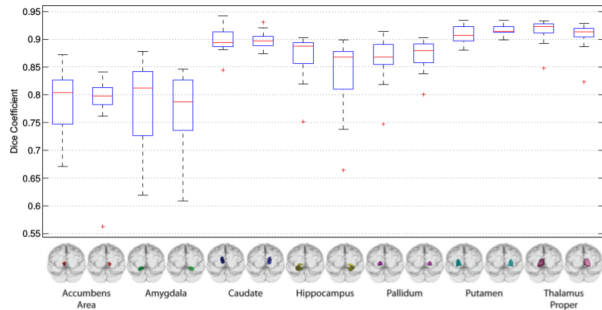 0.95
0.9
0.85
0.8
0.75
0.7
0.65
0.6
0.55
Dice Coefficient
Accumbens Area
Amygdala
Caudate
Hippocampus
Pallidum
Putamen
Thalamus Proper